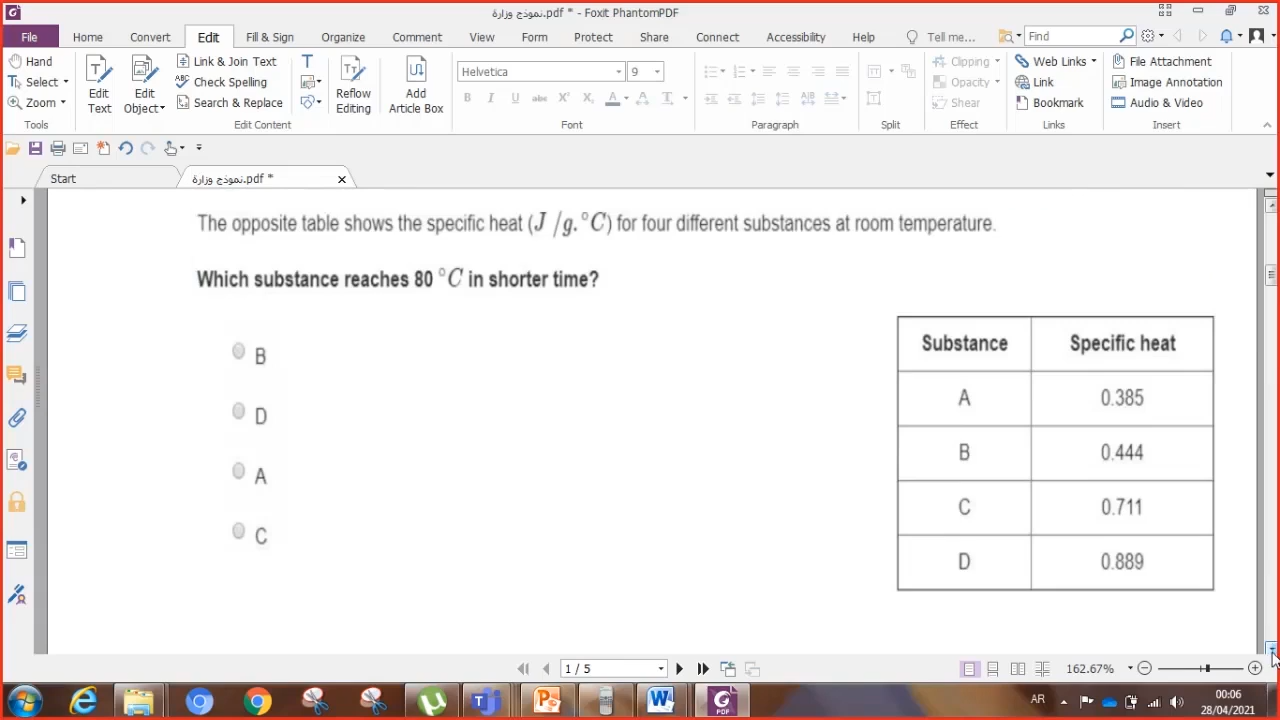 نموذج وزارة.pdf * - Foxit PhantomPDF
File Home Convert Edit Fill & Sign Organize Comment View Form Protect Share Connect Accessibility Help Tell me... Find
Hand
Select
Zoom
Tools
Edit Text
Edit Object
Link & Join Text
Check Spelling
Search & Replace
Edit Content
Reflow Editing
Add Article Box
Helvetica 9
B I U abc X² X₂ A A T
Font
Paragraph
Split
Clipping
Opacity
Shear
Effect
Web Links
Link
Bookmark
Links
File Attachment
Image Annotation
Audio & Video
Insert
Start
نموذج وزارة.pdf *
The opposite table shows the specific heat (J /g.°C) for four different substances at room temperature.
Which substance reaches 80 °C in shorter time?
B
D
A
C
Substance Specific heat
A 0.385
B 0.444
C 0.711
D 0.889
1 / 5
162.67%
AR
00:06
28/04/2021